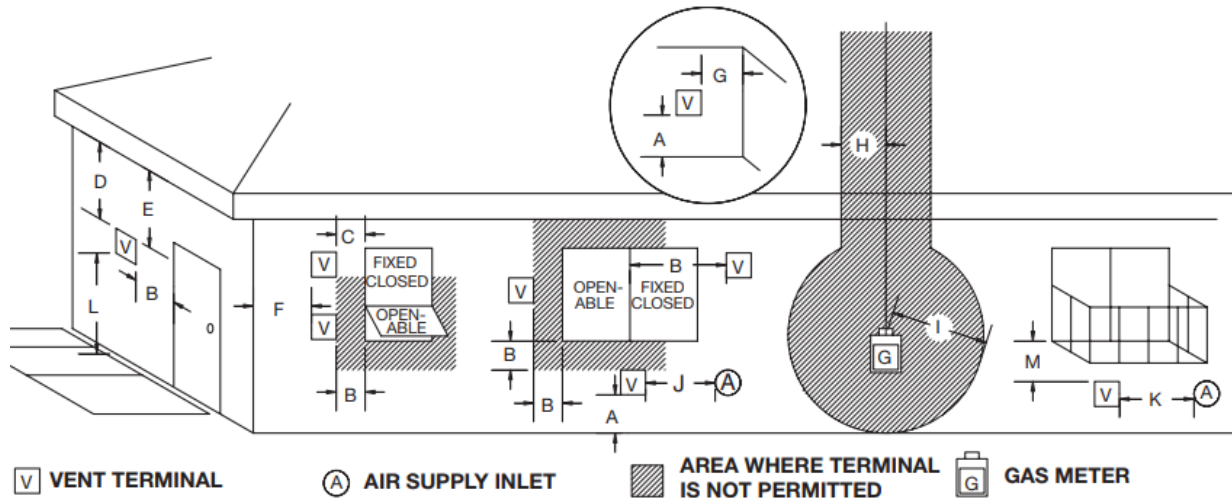 G
V
A
H
D
E
V
B
L
F
C
V
FIXED
CLOSED
V
OPEN-
ABLE
B
V
OPEN-
ABLE
B
FIXED
CLOSED
V
B
B
V
J
A
A
I
G
M
V
K
A
V VENT TERMINAL
A AIR SUPPLY INLET
AREA WHERE TERMINAL
IS NOT PERMITTED
G GAS METER